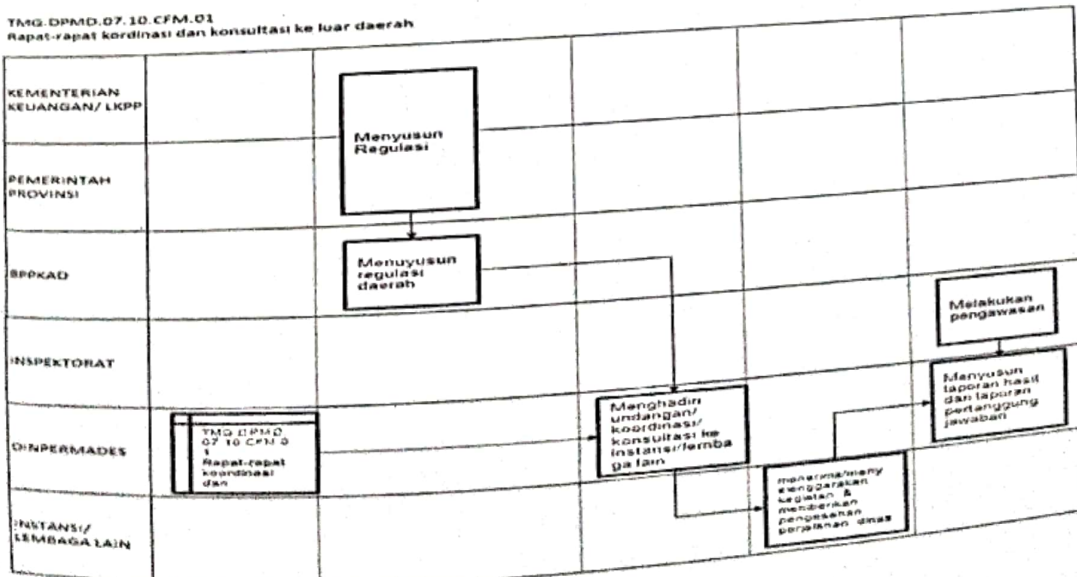 TMG.DPMD.07.10.CFM.01
Rapat-rapat kordinasi dan konsultasi ke luar daerah
KEMENTERIAN
KEUANGAN/ LKPP
Menyusun
Regulasi
PEMERINTAH
PROVINSI
BPPKAD
Menuyusun
regulasi
daerah
Melakukan
pengawasan
INSPEKTORAT
DINPERMADES
TMG.DPMD.
07.10.CFM.0
1
Rapat-rapat
koordinasi
dan
Menghadiri
undangan/
koordinasi/
konsultasi ke
instansi/lemba
ga lain
Menyusun
laporan hasil
dan laporan
pertanggung
jawaban
INSTANSI/
LEMBAGA LAIN
menerima/meny
elenggarakan
kegiatan &
memberikan
pengesahan
perjalanan dinas